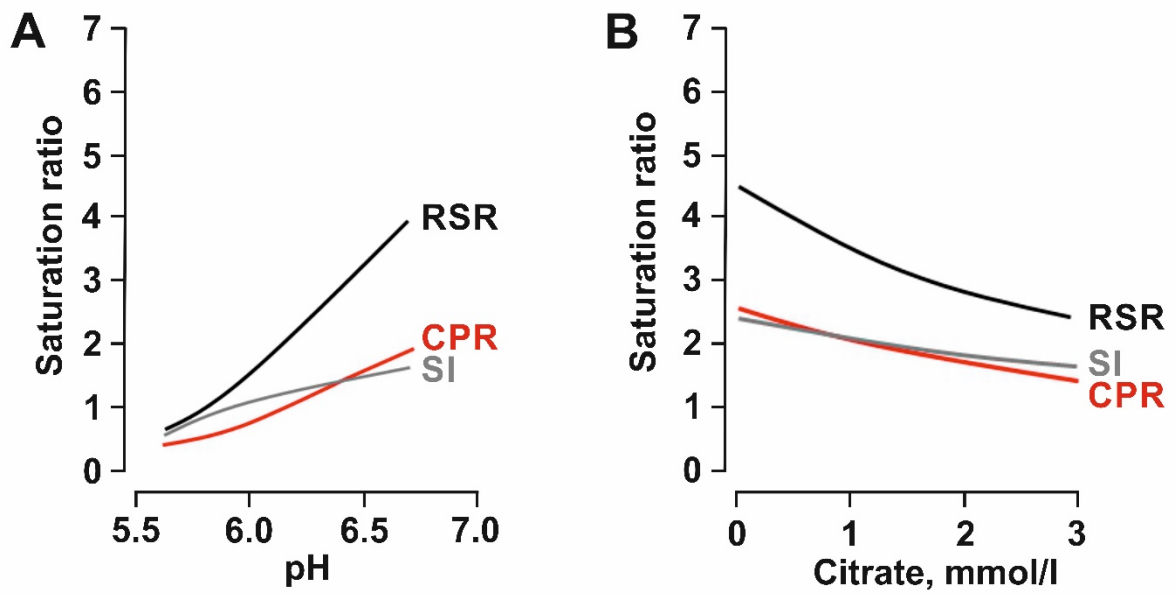 A
Saturation ratio
7
6
5
4
3
2
1
0
RSR
CPR
SI
5.5 6.0 6.5 7.0
pH
B
Saturation ratio
7
6
5
4
3
2
1
0
RSR
SI
CPR
0 1 2 3
Citrate, mmol/l